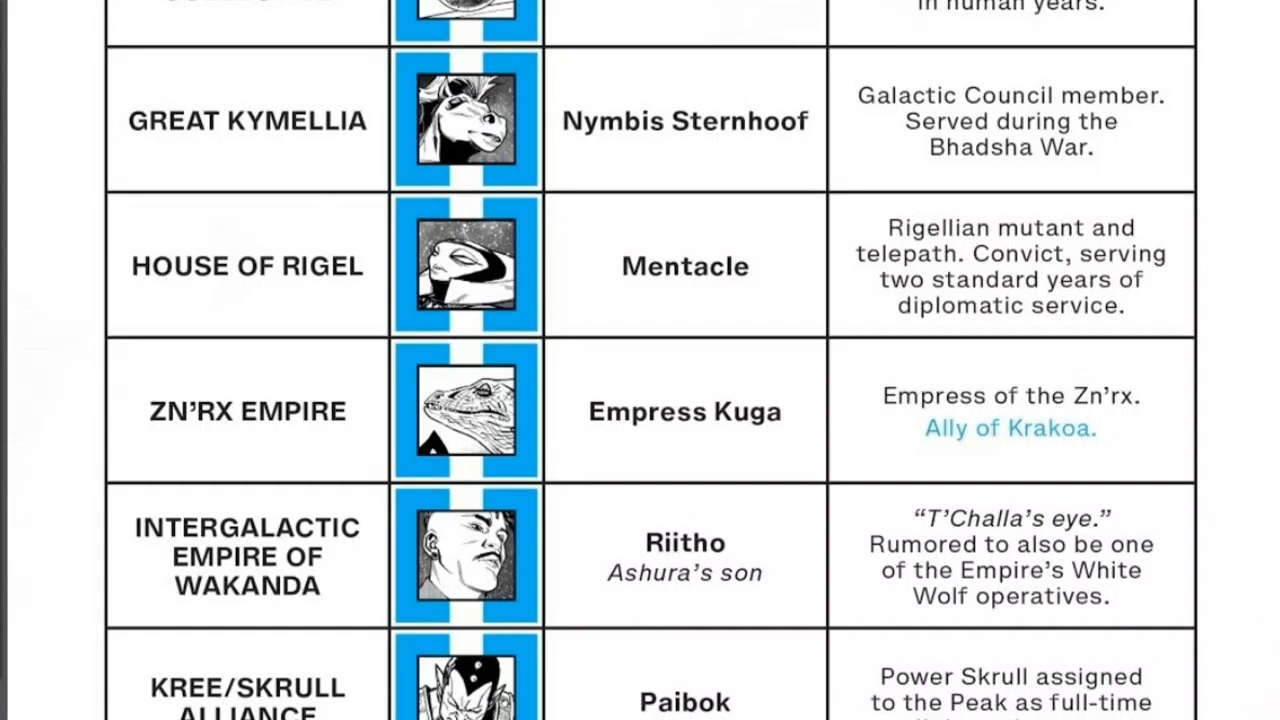 in human years.
GREAT KYMELLIA
Nymbis Sternhoof
Galactic Council member.
Served during the
Bhadsha War.
HOUSE OF RIGEL
Mentacle
Rigellian mutant and
telepath. Convict, serving
two standard years of
diplomatic service.
ZN’RX EMPIRE
Empress Kuga
Empress of the Zn’rx.
Ally of Krakoa.
INTERGALACTIC
EMPIRE OF
WAKANDA
Riitho
Ashura’s son
“T’Challa’s eye.”
Rumored to also be one
of the Empire’s White
Wolf operatives.
KREE/SKRULL
ALLIANCE
Paibok
Power Skrull assigned
to the Peak as full-time